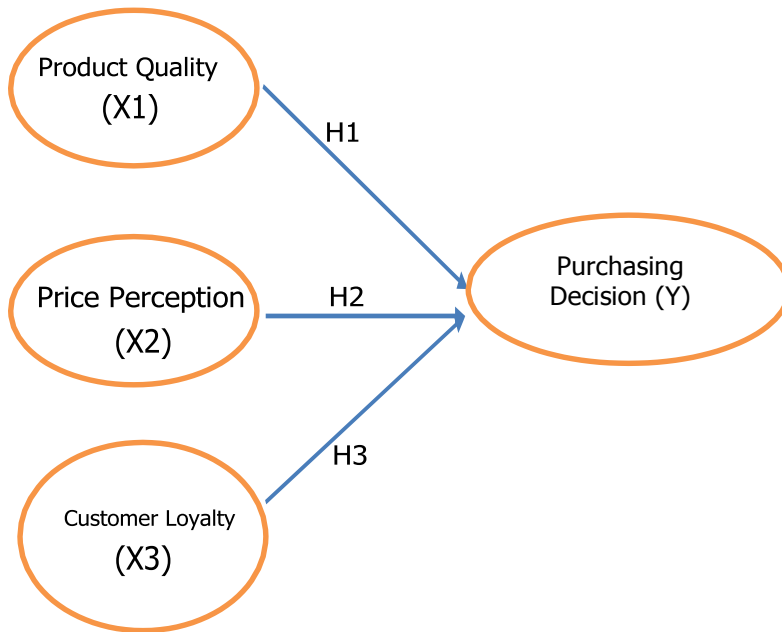 Product Quality
(X1)
H1
Price Perception
(X2)
H2
Purchasing
Decision (Y)
H3
Customer Loyalty
(X3)